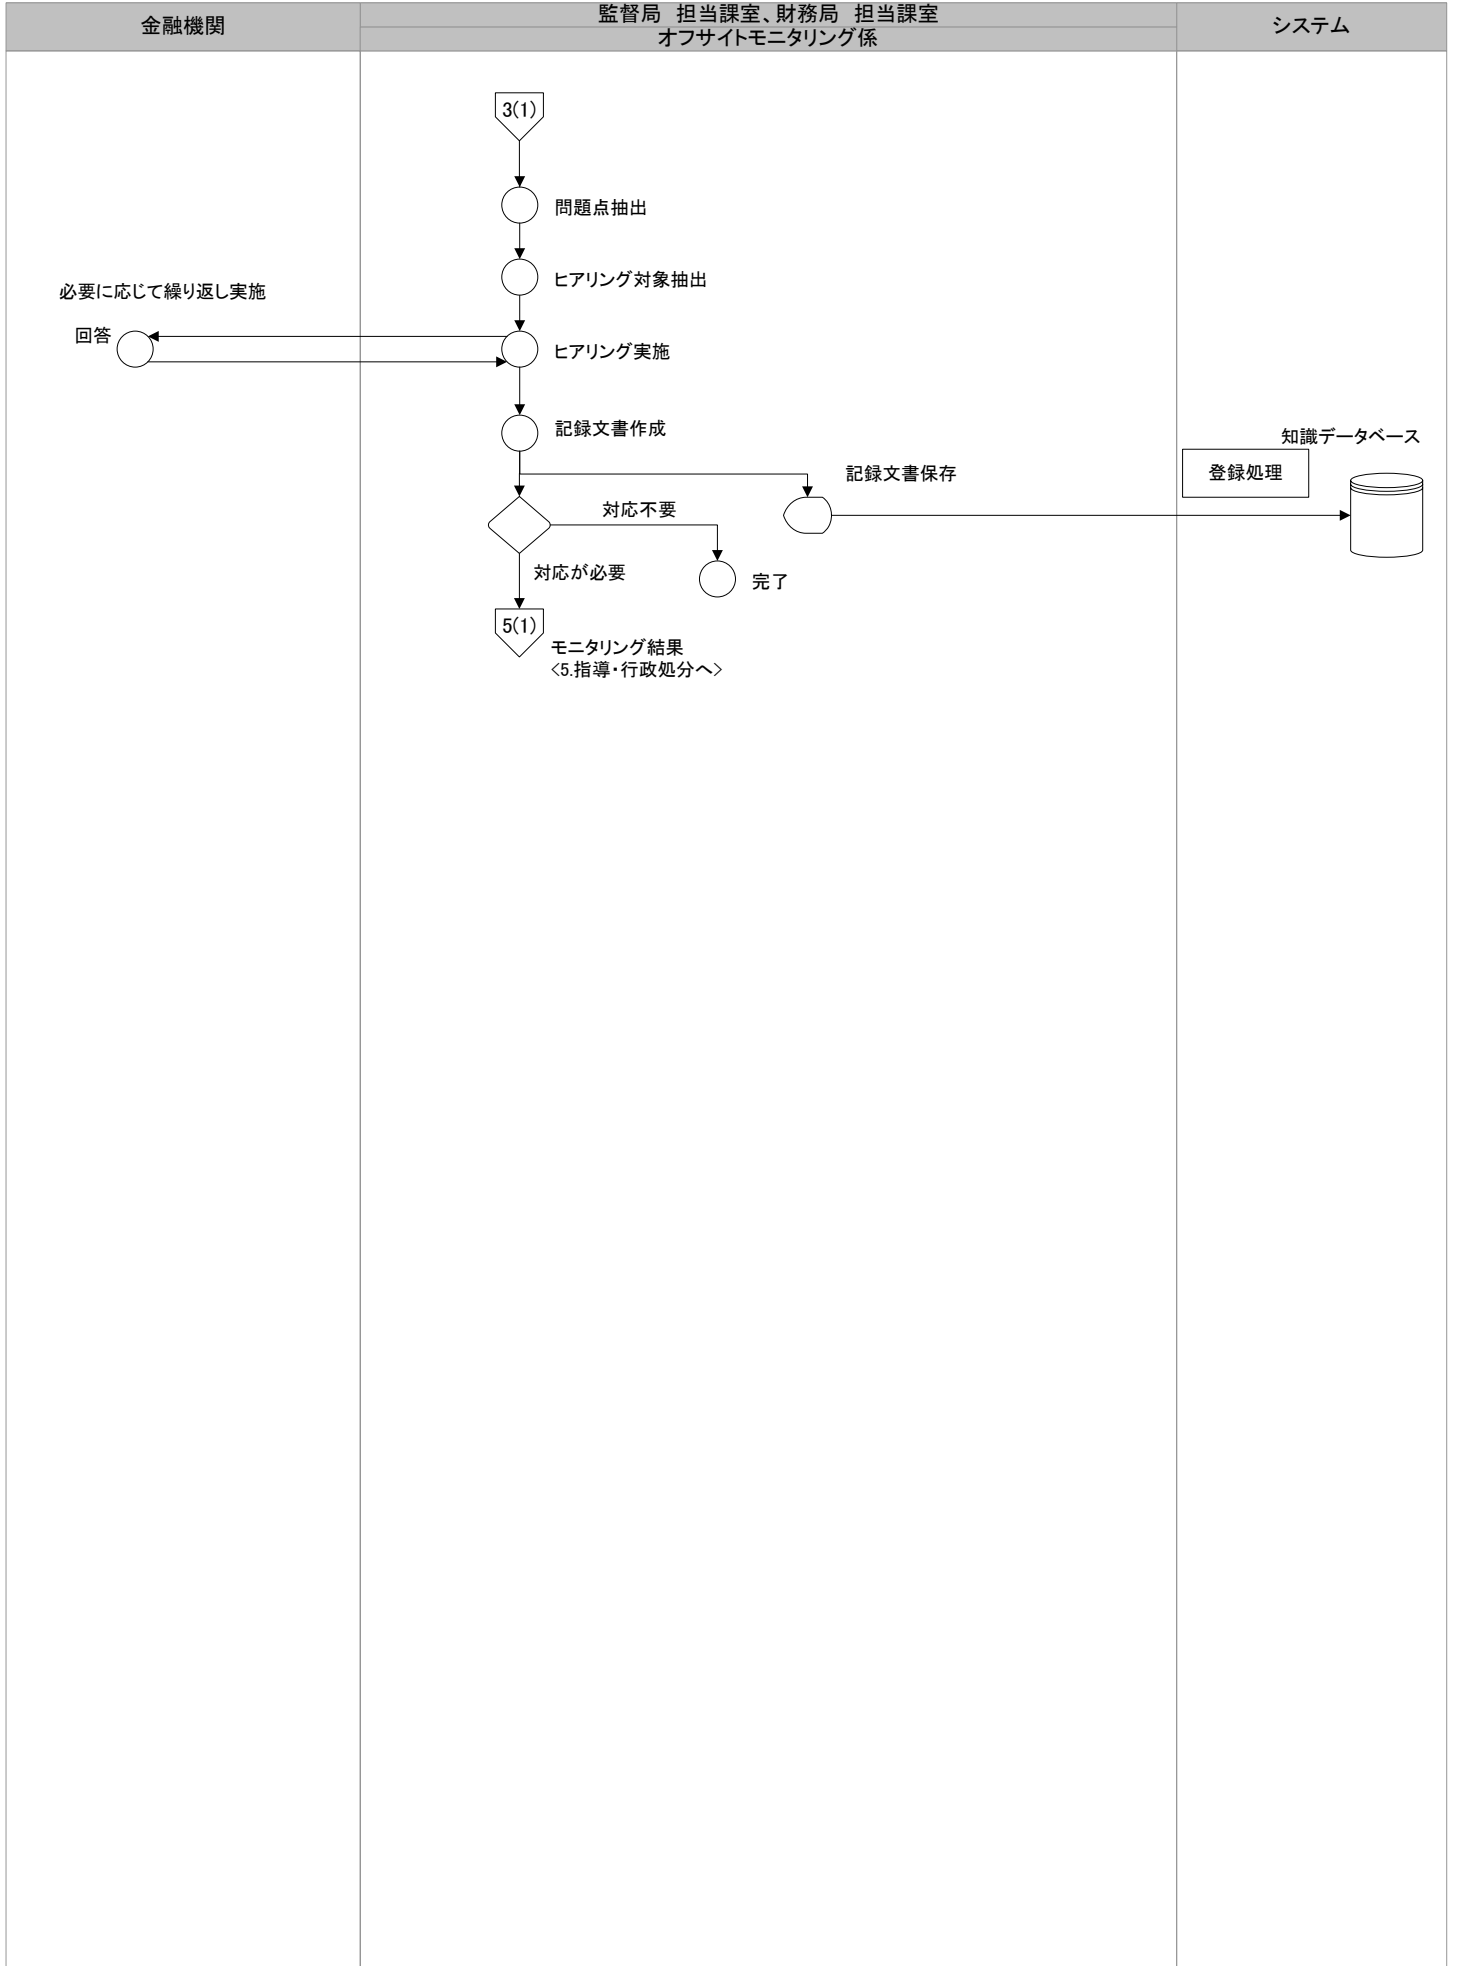 金融機関
監督局　担当課室、財務局　担当課室
オフサイトモニタリング係
システム
3(1)
問題点抽出
ヒアリング対象抽出
必要に応じて繰り返し実施
回答
ヒアリング実施
記録文書作成
知識データベース
記録文書保存
登録処理
対応不要
対応が必要
完了
5(1)
モニタリング結果
<5.指導・行政処分へ>